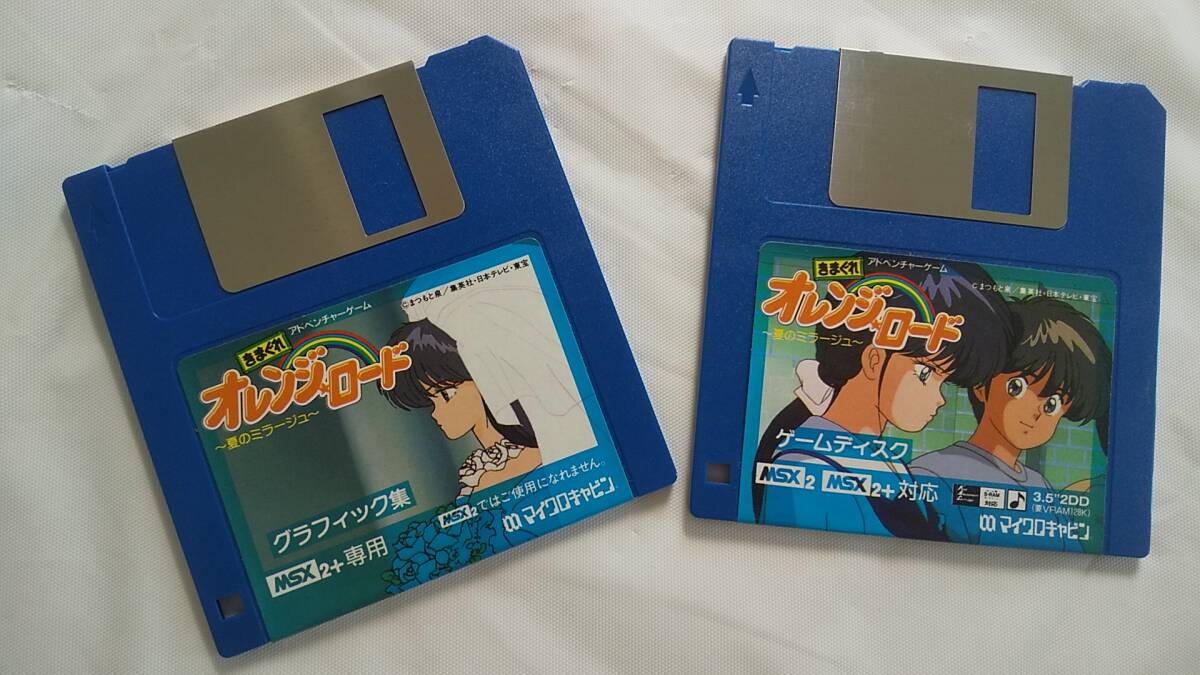 アドベンチャーゲーム
©まつもと泉／集英社・日本テレビ・東宝
きまぐれ
オレンジ★ロード
〜夏のミラージュ〜
グラフィック集
MSX2+専用
MSX2ではご使用になれません。
マイクロキャビン
アドベンチャーゲーム
©まつもと泉／集英社・日本テレビ・東宝
きまぐれ
オレンジ★ロード
〜夏のミラージュ〜
ゲームディスク
MSX2 MSX2+対応
S-RAM
対応
3.5"2DD
(要VRAM128K)
マイクロキャビン